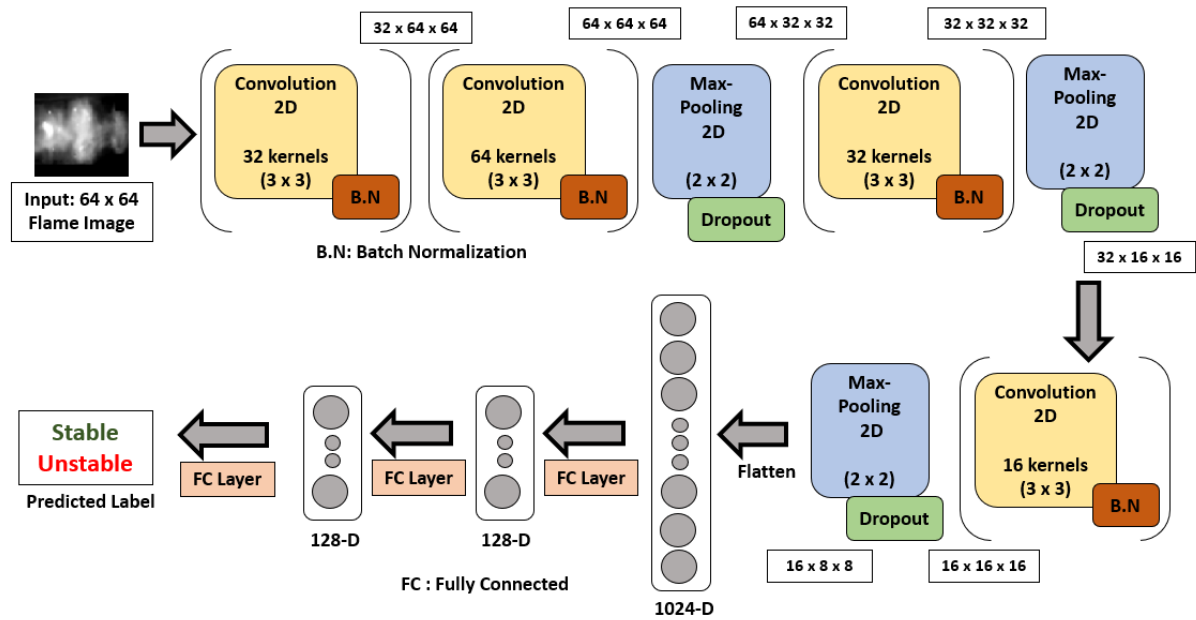 32 x 64 x 64
64 x 64 x 64
64 x 32 x 32
32 x 32 x 32
Convolution
2D
32 kernels
(3 x 3)
B.N
Convolution
2D
64 kernels
(3 x 3)
B.N
Max-
Pooling
2D
(2 x 2)
Dropout
Convolution
2D
32 kernels
(3 x 3)
B.N
Max-
Pooling
2D
(2 x 2)
Dropout
Input: 64 x 64
Flame Image
B.N: Batch Normalization
32 x 16 x 16
Convolution
2D
16 kernels
(3 x 3)
B.N
16 x 16 x 16
Max-
Pooling
2D
(2 x 2)
Dropout
16 x 8 x 8
Flatten
1024-D
FC Layer
128-D
FC Layer
128-D
FC Layer
Stable
Unstable
Predicted Label
FC : Fully Connected